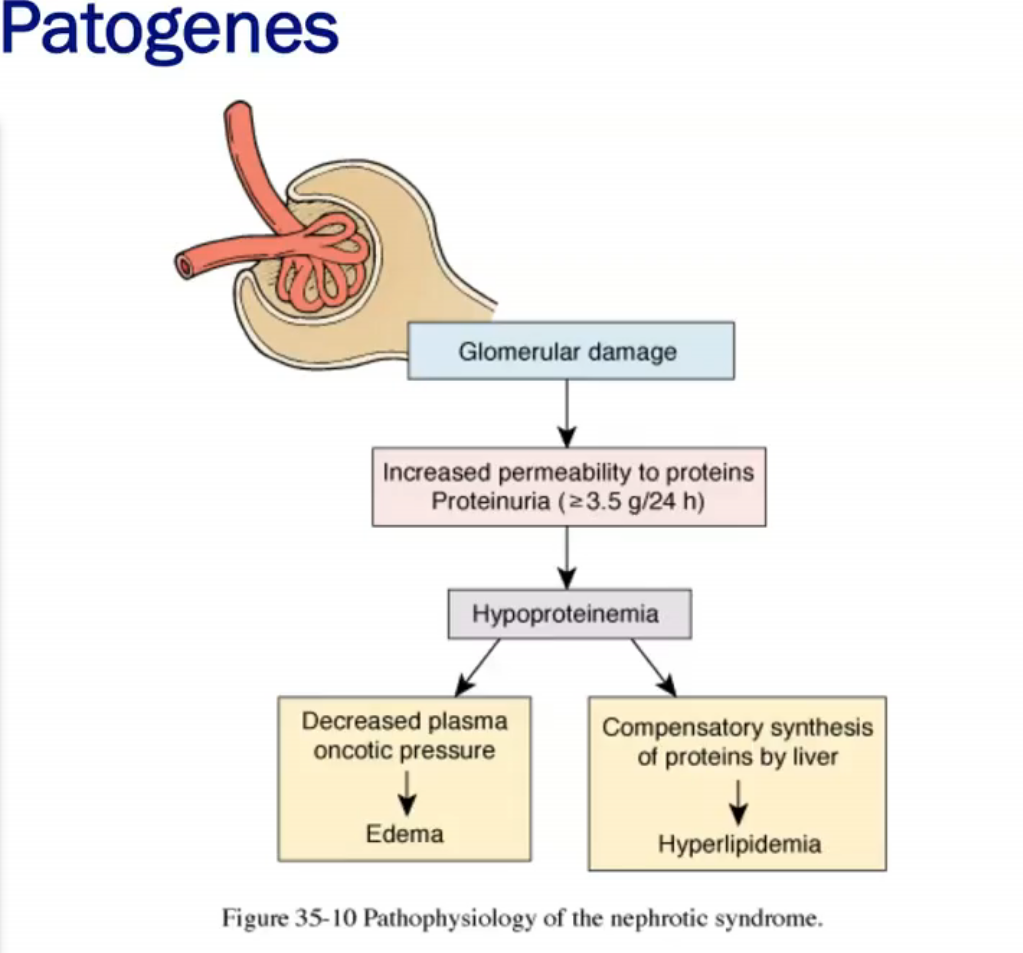 Patogenes
Glomerular damage
Increased permeability to proteins
Proteinuria (≥3.5 g/24 h)
Hypoproteinemia
Decreased plasma
oncotic pressure
Edema
Compensatory synthesis
of proteins by liver
Hyperlipidemia
Figure 35-10 Pathophysiology of the nephrotic syndrome.